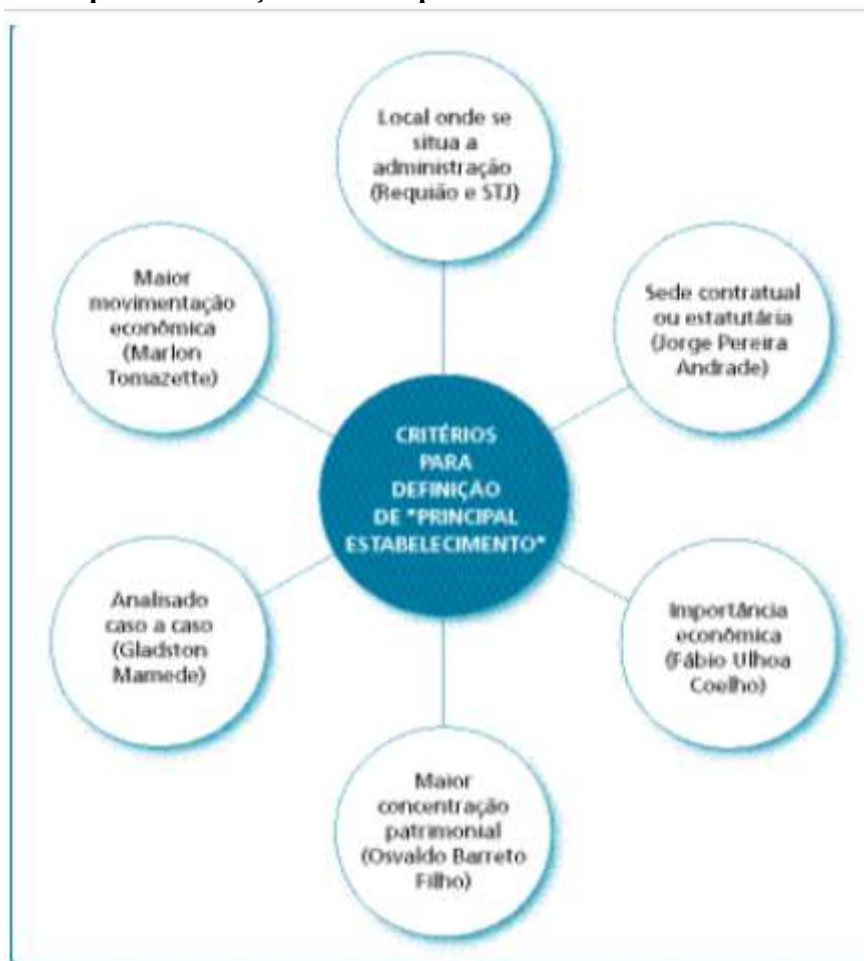 Local onde se
situa a
administração
(Requião e STJ)
Sede contratual
ou estatutária
(Jorge Pereira
Andrade)
Importância
econômica
(Fábio Ulhoa
Coelho)
Maior
concentração
patrimonial
(Osvaldo Barreto
Filho)
Analisado
caso a caso
(Gladston
Mamede)
Maior
movimentação
econômica
(Marlon
Tomazette)
CRITÉRIOS
PARA
DEFINIÇÃO
DE "PRINCIPAL
ESTABELECIMENTO"